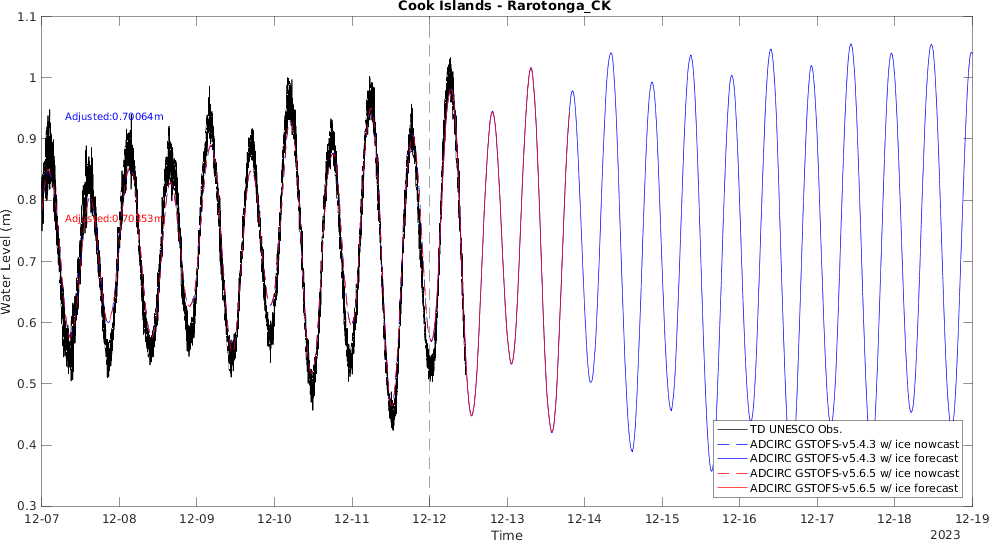 Cook Islands - Rarotonga_CK
Water Level (m)
1.1
1
0.9
0.8
0.7
0.6
0.5
0.4
0.3
Adjusted:0.70064m
Adjusted:0.70353m
TD UNESCO Obs.
ADCIRC GSTOFS-v5.4.3 w/ ice nowcast
ADCIRC GSTOFS-v5.4.3 w/ ice forecast
ADCIRC GSTOFS-v5.6.5 w/ ice nowcast
ADCIRC GSTOFS-v5.6.5 w/ ice forecast
12-07 12-08 12-09 12-10 12-11 12-12 12-13 12-14 12-15 12-16 12-17 12-18 12-19
Time
2023